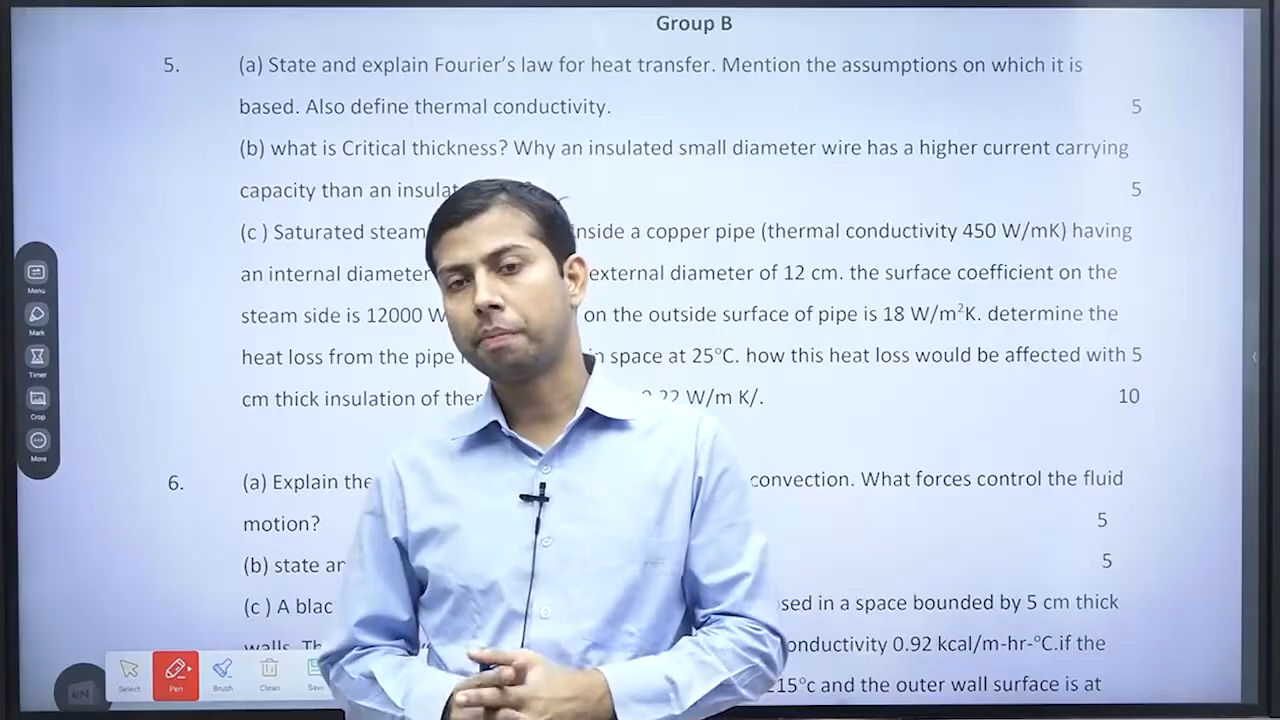 Group B
5. (a) State and explain Fourier's law for heat transfer. Mention the assumptions on which it is
based. Also define thermal conductivity. 5
(b) what is Critical thickness? Why an insulated small diameter wire has a higher current carrying
capacity than an 5
(c ) Saturated steam inside a copper pipe (thermal conductivity 450 W/mK) having
an internal diameter external diameter of 12 cm. the surface coefficient on the
steam side is 12000 on the outside surface of pipe is 18 W/m²K. determine the
heat loss from the pipe space at 25°C. how this heat loss would be affected with 5
cm thick insulation of W/m K/. 10
6. (a) Explain the convection. What forces control the fluid
motion? 5
(b) state 5
(c ) A in a space bounded by 5 cm thick
walls. 0.92 kcal/m-hr-°C.if the
and the outer wall surface is at
Menu
Mark
Timer
Crop
More
EN
Select
Pen
Brush
Clean
Save